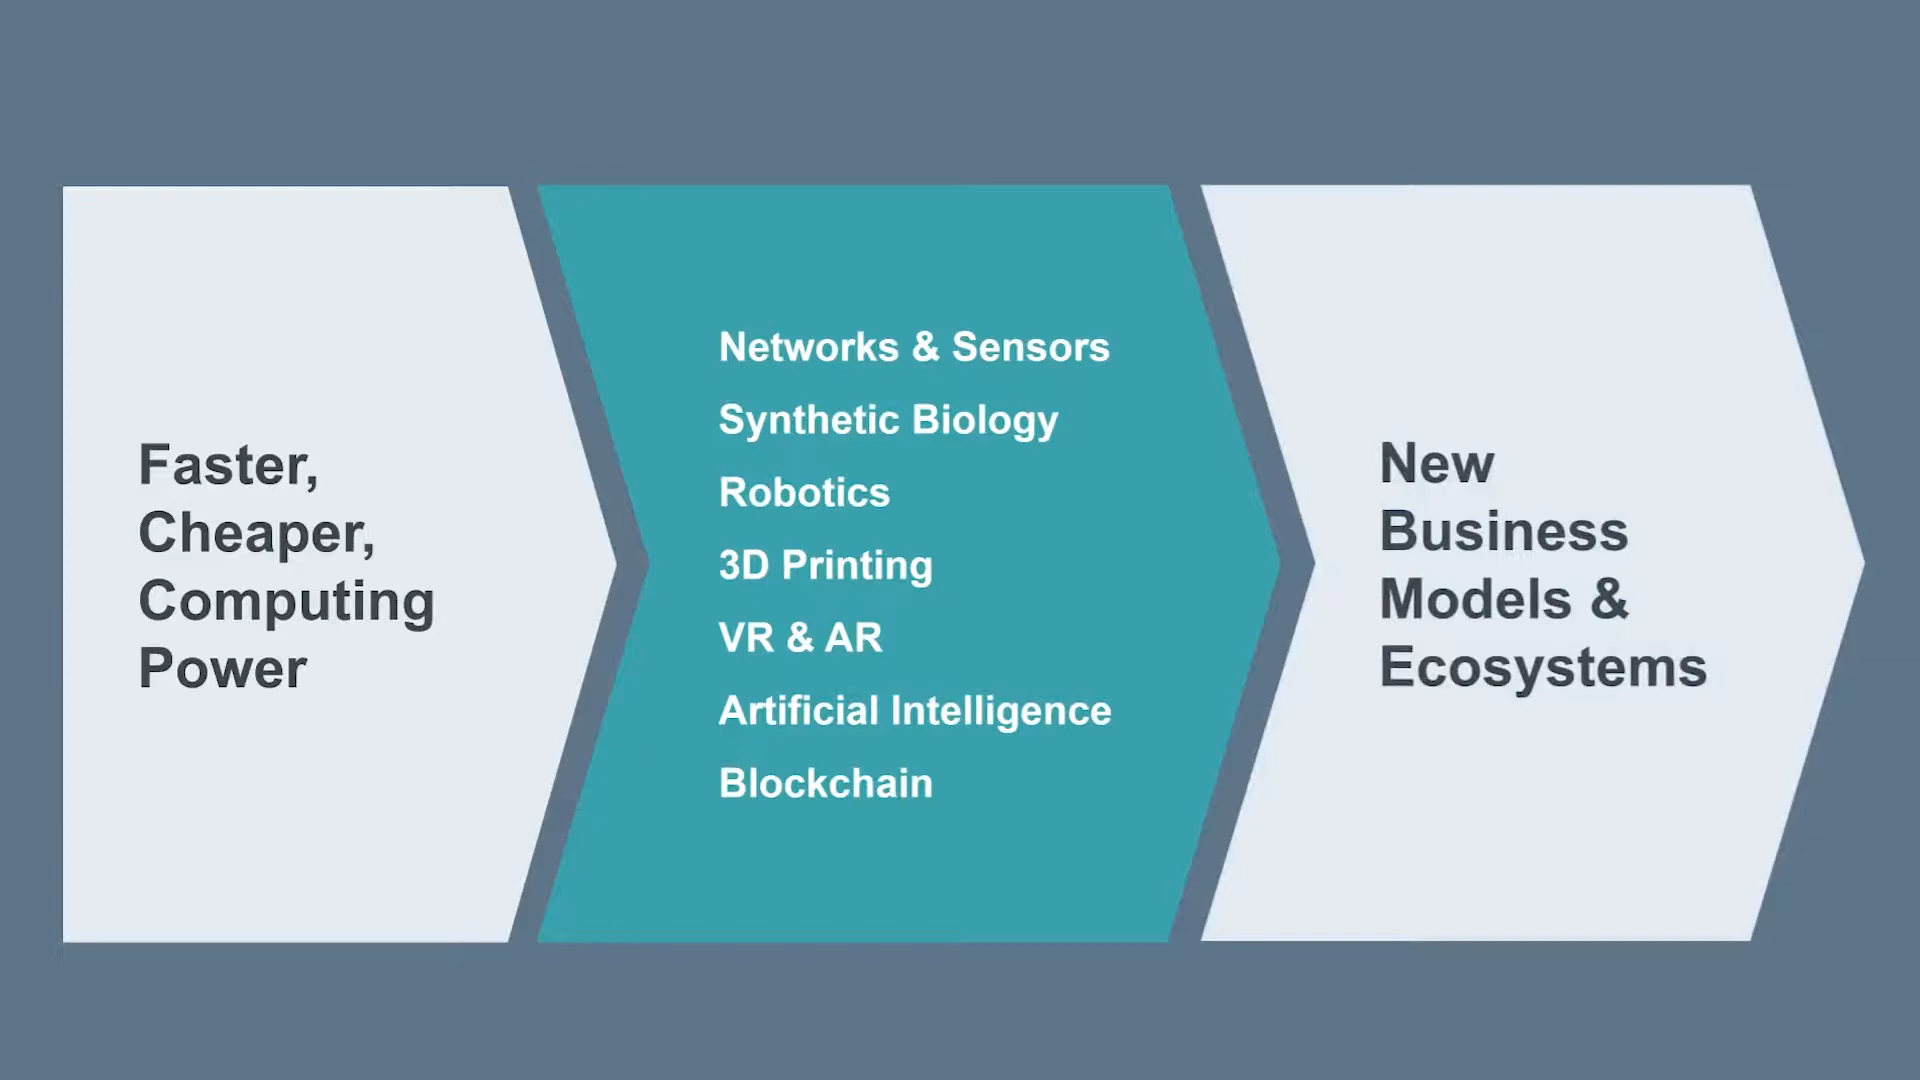 Faster,
Cheaper,
Computing
Power
Networks & Sensors
Synthetic Biology
Robotics
3D Printing
VR & AR
Artificial Intelligence
Blockchain
New
Business
Models &
Ecosystems